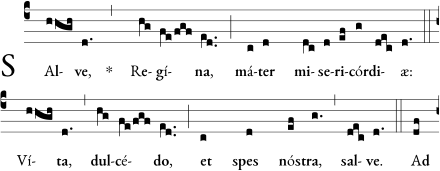 SAl-ve, * Re-gí-na, má-ter mi-se-ri-córdi-æ:
Ví-ta, dul-cé-do, et spes nóstra, sal-ve. Ad